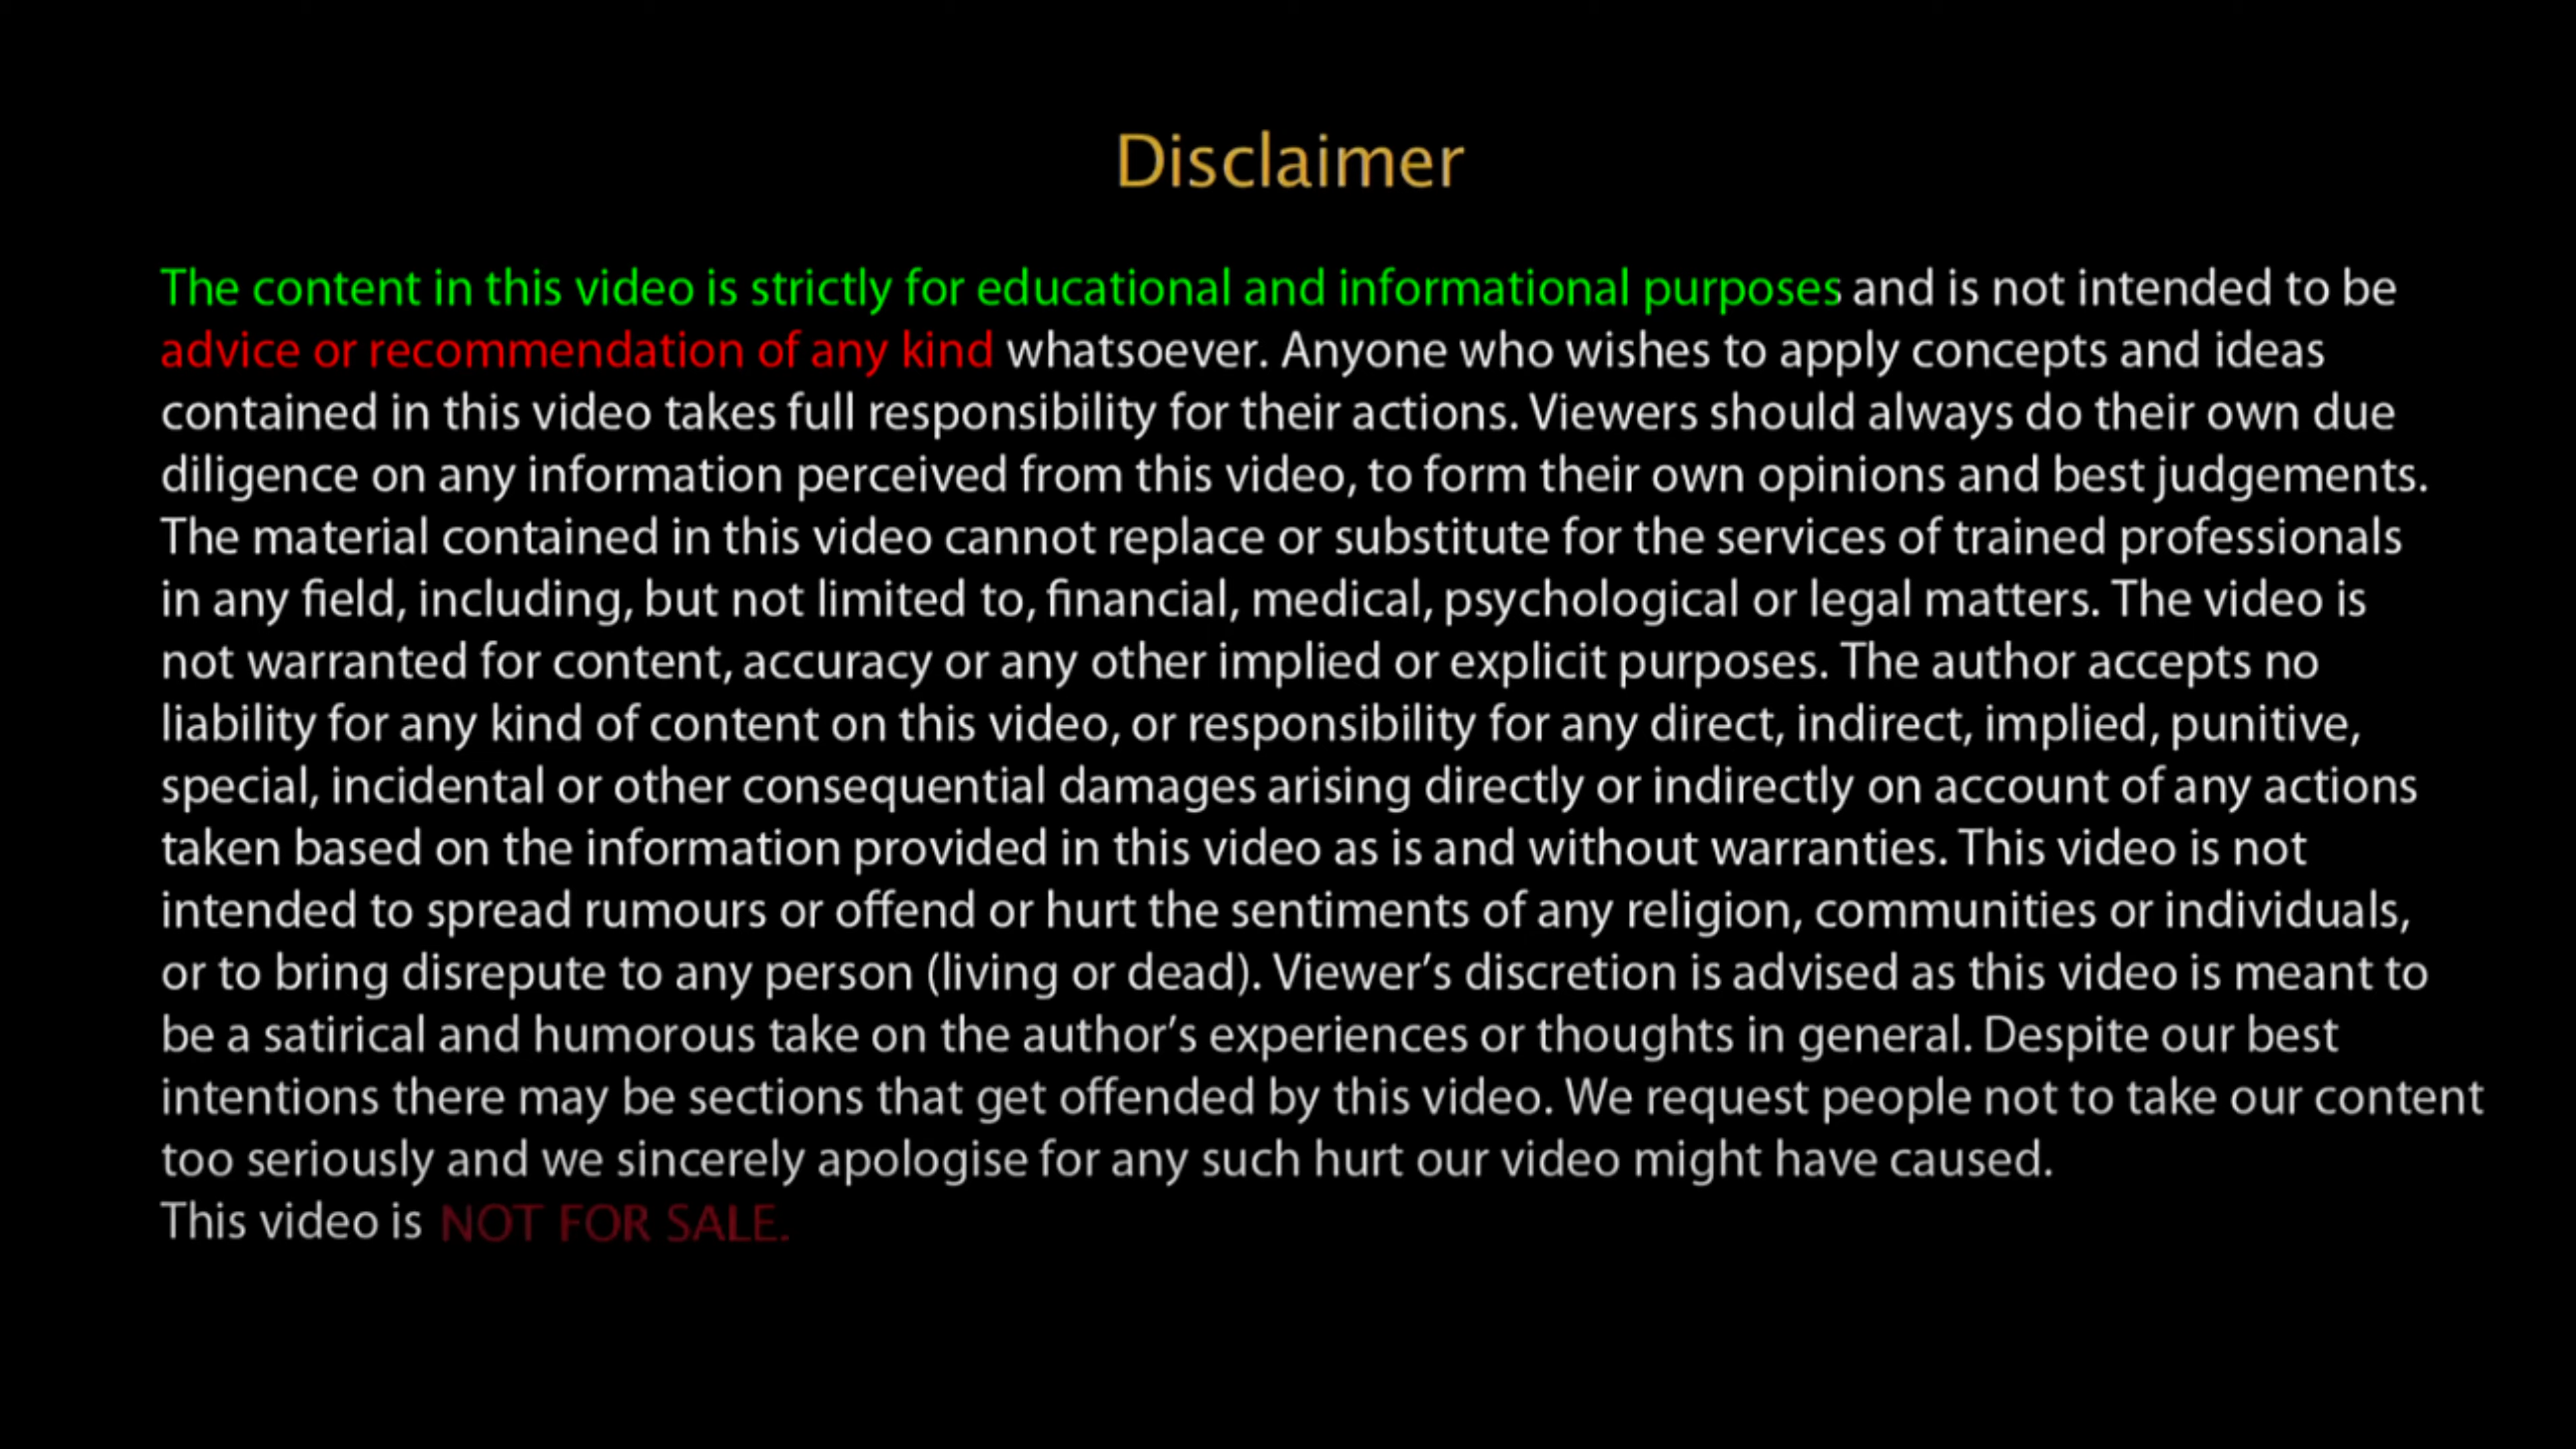 Disclaimer
The content in this video is strictly for educational and informational purposes and is not intended to be
advice or recommendation of any kind whatsoever. Anyone who wishes to apply concepts and ideas
contained in this video takes full responsibility for their actions. Viewers should always do their own due
diligence on any information perceived from this video, to form their own opinions and best judgements.
The material contained in this video cannot replace or substitute for the services of trained professionals
in any field, including, but not limited to, financial, medical, psychological or legal matters. The video is
not warranted for content, accuracy or any other implied or explicit purposes. The author accepts no
liability for any kind of content on this video, or responsibility for any direct, indirect, implied, punitive,
special, incidental or other consequential damages arising directly or indirectly on account of any actions
taken based on the information provided in this video as is and without warranties. This video is not
intended to spread rumours or offend or hurt the sentiments of any religion, communities or individuals,
or to bring disrepute to any person (living or dead). Viewer’s discretion is advised as this video is meant to
be a satirical and humorous take on the author’s experiences or thoughts in general. Despite our best
intentions there may be sections that get offended by this video. We request people not to take our content
too seriously and we sincerely apologise for any such hurt our video might have caused.
This video is NOT FOR SALE.